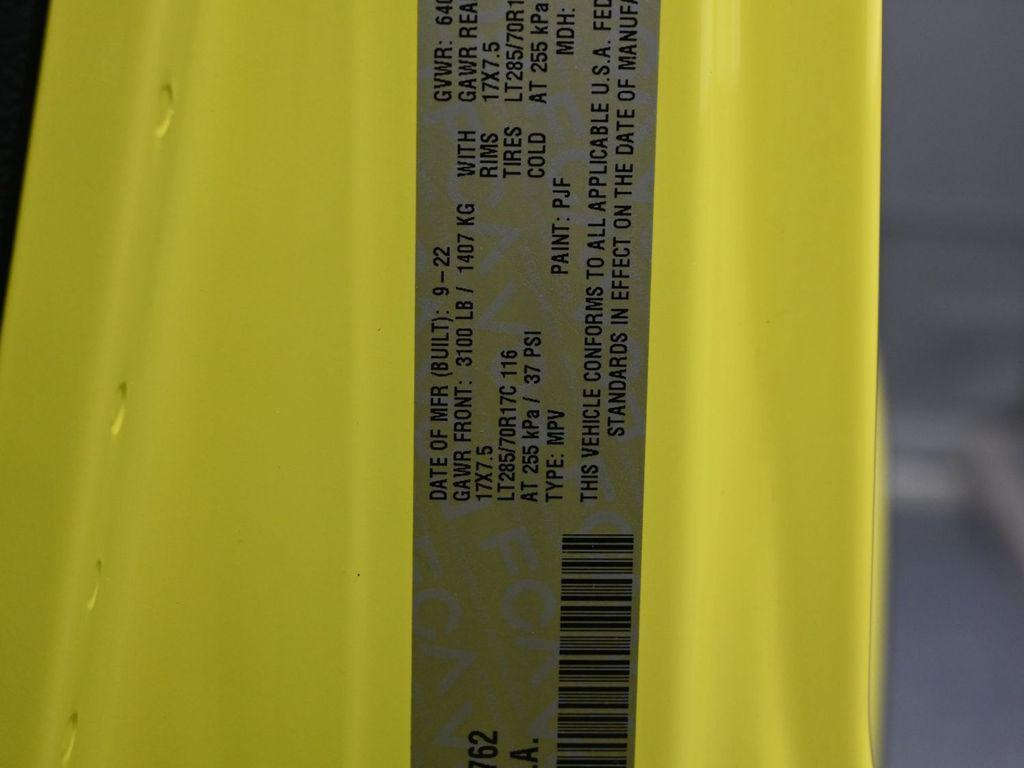 DATE OF MFR (BUILT): 9-22 GVWR: 640
GAWR FRONT: 3100 LB / 1407 KG WITH GAWR REA
17X7.5 RIMS 17X7.5
LT285/70R17C 116 TIRES LT285/70R1
AT 255 kPa / 37 PSI COLD AT 255 kPa
TYPE: MPV PAINT: PJF MDH:
THIS VEHICLE CONFORMS TO ALL APPLICABLE U.S.A. FED
STANDARDS IN EFFECT ON THE DATE OF MANUFA
762
.A.
FCA